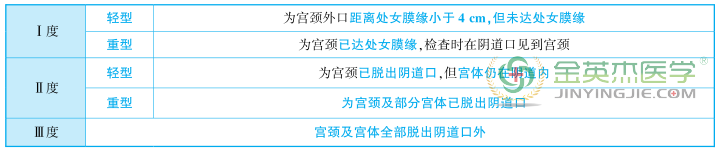 Ⅰ度
轻型 为宫颈外口距离处女膜缘小于 4 cm,但未达处女膜缘
重型 为宫颈已达处女膜缘,检查时在阴道口见到宫颈
Ⅱ度
轻型 为宫颈已脱出阴道口,但宫体仍在阴道内
重型 为宫颈及部分宫体已脱出阴道口
Ⅲ度 宫颈及宫体全部脱出阴道口外
金英杰医学®
JINYINGJIE.COM